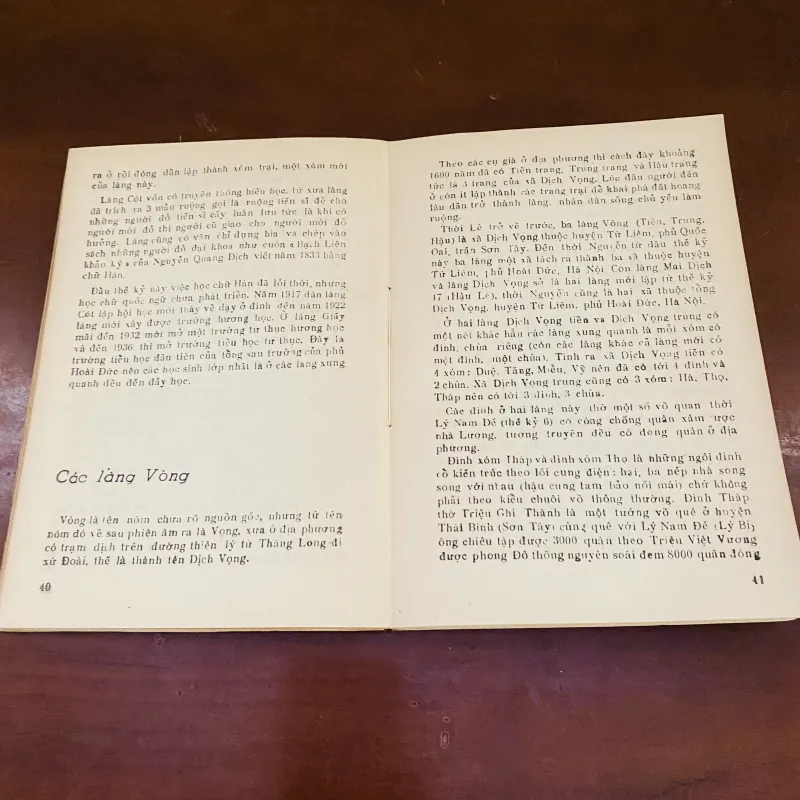 ra ở rồi đông dần lập thành xóm trại, một xóm mới
của làng này.
Làng Cót vốn có truyền thống hiếu học, từ xưa làng
đã trích ra 3 mẫu ruộng gọi là ruộng tiến sĩ để cho
những người đỗ tiến sĩ cấy luân lưu tức là khi có
người mới đỗ thì người cũ giao cho người mới đỗ
hưởng. Làng cũng có văn chỉ dựng bia và chép vào
những người đỗ đại khoa như cuốn «Bạch Liên
khảo ký» của Nguyễn Quang Dịch viết năm 1833 bằng
chữ Hán.
Đầu thế kỷ này việc học chữ Hán đã lỗi thời, nhưng
học chữ quốc ngữ chưa phát triển. Năm 1917 dân làng
Cót lập hội học mời thày về dạy ở đình đến năm 1922
làng mới xây được trường hương học. Ở làng Giấy
mãi đến 1932 mới mở một trường tư thục hương học
và đến 1936 thì mở trường tiểu học tư thục. Đây là
trường tiểu học đầu tiên của tổng sau trường của phủ
Hoài Đức nên các học sinh lớp nhất là ở các làng xung
quanh đều đến đây học.
Các làng Vòng
Vòng là tên nôm chưa rõ nguồn gốc, nhưng từ tên
nôm đó về sau phiên âm ra là Vọng, xưa ở địa phương
có trạm dịch trên đường thiên lý từ Thăng Long đi
xứ Đoài, thế là thành tên Dịch Vọng.
40
Theo các cụ già ở địa phương thì cách đây khoảng
1600 năm đã có Tiền trang, Trung trang và Hậu trang
tức là 3 trang của xã Dịch Vọng. Lúc đầu người đến
ở còn ít lập thành các trang trại để khai phá đất hoang
lâu dần trở thành làng. nhân dân sống chủ yếu làm
ruộng.
Thời Lê trở về trước, ba làng Vòng (Tiền, Trung,
Hậu) là xã Dịch Vọng thuộc huyện Từ Liêm, phủ Quốc
Oai, trấn Sơn Tây. Đến thời Nguyễn từ đầu thế kỷ
này ba làng một xã tách ra thành ba xã thuộc huyện
Từ Liêm, phủ Hoài Đức, Hà Nội Còn làng Mai Dịch
và làng Dịch Vọng sở là hai làng mới lập từ thế kỷ
17 (Hậu Lê), thời Nguyễn cũng là hai xã thuộc tổng
Dịch Vọng, huyện Từ Liêm, phủ Hoài Đức, Hà Nội.
Ở hai làng Dịch Vọng tiền và Dịch Vọng trung có
một nét khác hẳn các làng xung quanh là mỗi xóm có
đình, chùa riêng (còn các làng khác cả làng mới có
một đình, một chùa). Tính ra xã Dịch Vọng tiền có
4 xóm: Duệ, Tăng, Miễu, Vỹ nên đã có tới 4 đình và
2 chùa. Xã Dịch Vọng trung cũng có 3 xóm: Hà, Thọ,
Tháp nên có tới 3 đình, 3 chùa.
Các đình ở hai làng này thờ một số võ quan thời
Lý Nam Đế (thế kỷ 6) có công chống quân xâm lược
nhà Lương, tương truyền đều có đóng quân ở địa
phương.
Đình xóm Tháp và đình xóm Thọ là những ngôi đình
cổ kiến trúc theo lối cung điện: hai, ba nếp nhà song
song với nhau (hậu cung tam bảo nối mái) chứ không
phải theo kiểu chuôi vồ thông thường. Đình Tháp
thờ Triệu Ghi Thành là một tướng võ quê ở huyện
Thái Bình (Sơn Tây) cùng quê với Lý Nam Đế (Lý Bí)
ông chiêu tập được 3000 quân theo Triệu Việt Vương
được phong Đô thống nguyên soái đem 8000 quân đóng
41